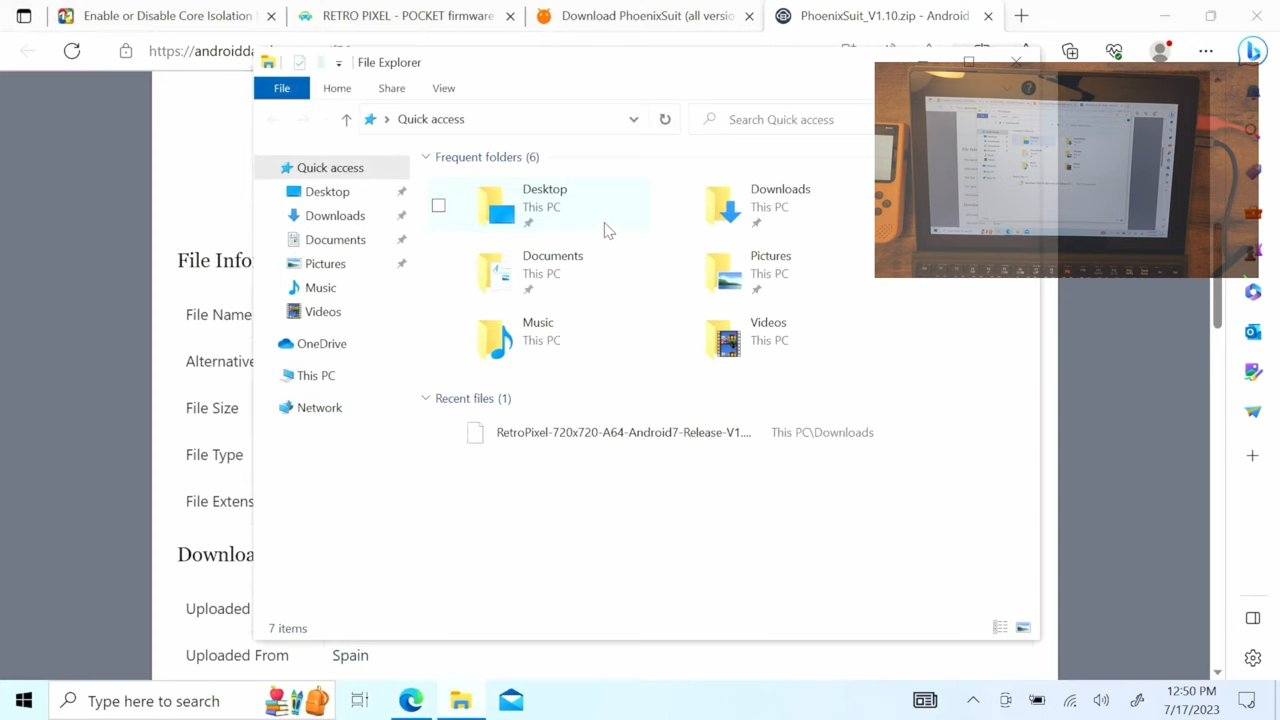 Enable or Disable Core Isolation
RETRO PIXEL - POCKET firmware
Download PhoenixSuit (all versio
PhoenixSuit_V1.10.zip - Android
https://androidda
File Explorer
File
Home
Share
View
Quick access
Search Quick access
Quick access
Desktop
Downloads
Documents
Pictures
Music
Videos
OneDrive
This PC
Network
Frequent folders (6)
Desktop
This PC
Downloads
This PC
Documents
This PC
Pictures
This PC
Music
This PC
Videos
This PC
Recent files (1)
RetroPixel-720x720-A64-Android7-Release-V1....
This PC\Downloads
7 items
File Info
File Name
Alternative
File Size
File Type
File Extens
Downloa
Uploaded
Uploaded From
Spain
Type here to search
12:50 PM
7/17/2023